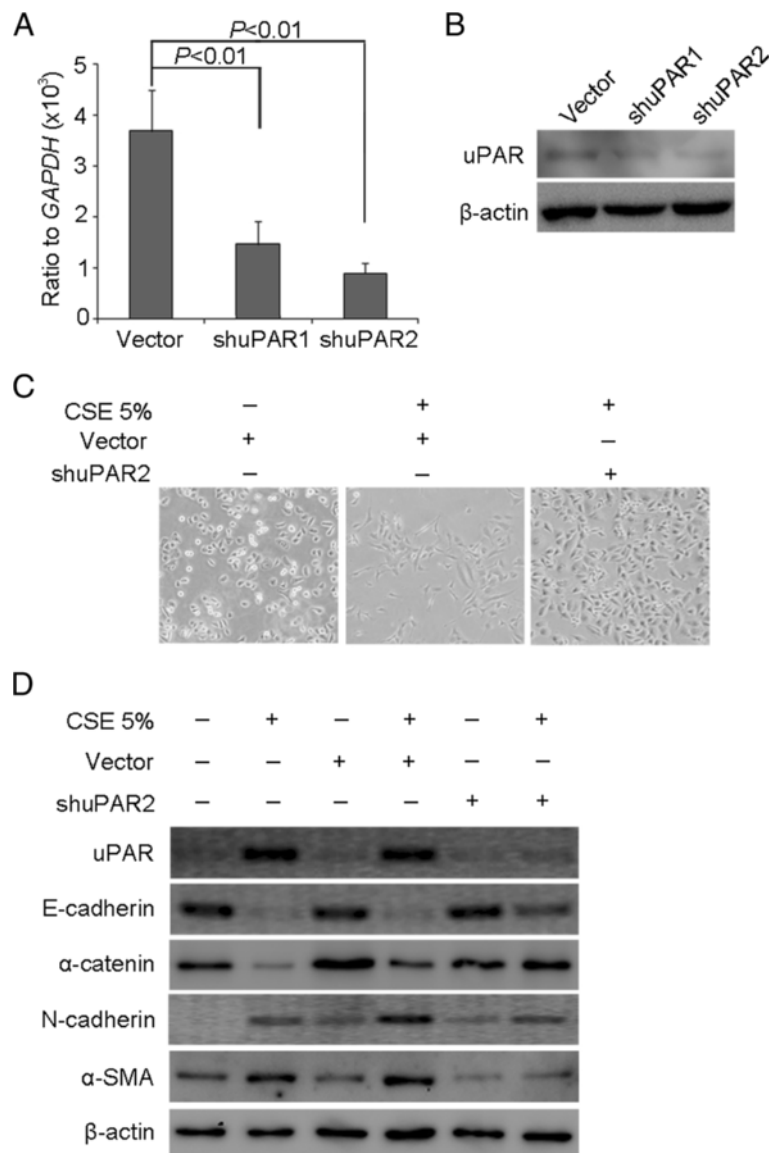 A
P<0.01
P<0.01
Ratio to GAPDH (x10³)
5
4
3
2
1
0
Vector shuPAR1 shuPAR2
B
Vector shuPAR1 shuPAR2
uPAR
β-actin
C
CSE 5% – + +
Vector + + –
shuPAR2 – – +
D
CSE 5% – + – + – +
Vector – – + + – –
shuPAR2 – – – – + +
uPAR
E-cadherin
α-catenin
N-cadherin
α-SMA
β-actin